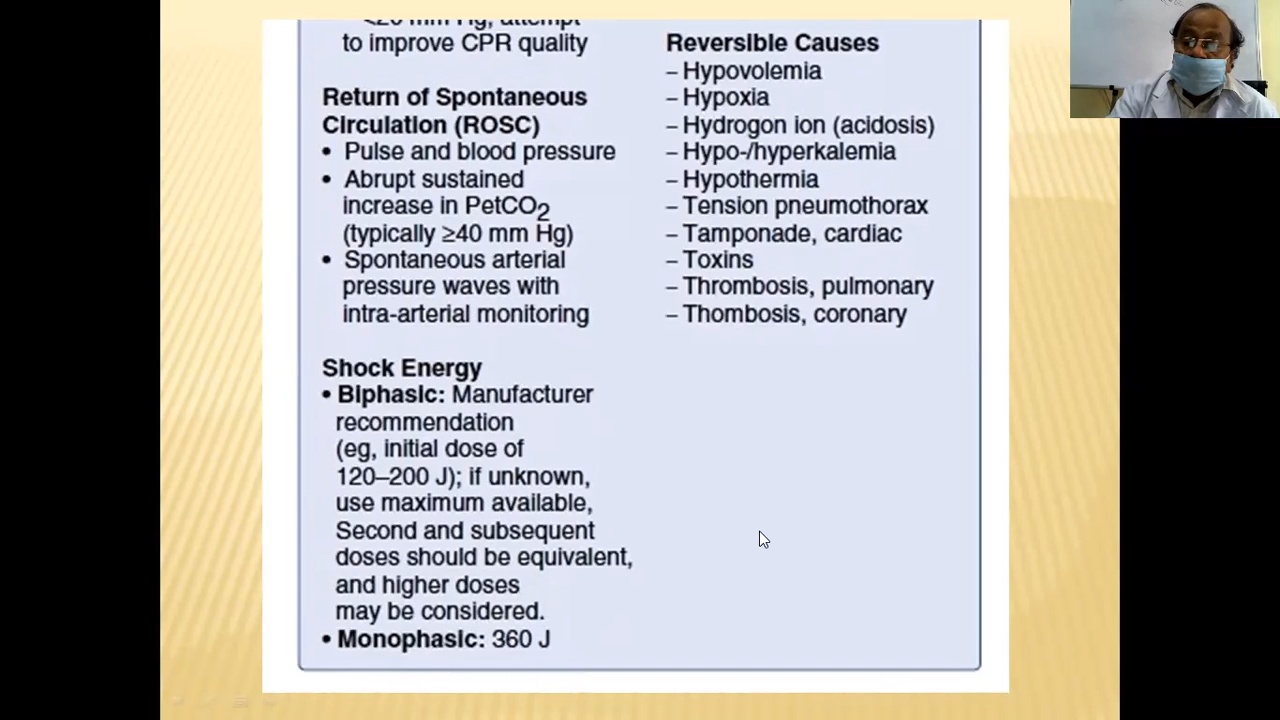 <20 mm Hg, attempt
to improve CPR quality
Return of Spontaneous
Circulation (ROSC)
• Pulse and blood pressure
• Abrupt sustained
increase in PetCO2
(typically ≥40 mm Hg)
• Spontaneous arterial
pressure waves with
intra-arterial monitoring
Shock Energy
• Biphasic: Manufacturer
recommendation
(eg, initial dose of
120–200 J); if unknown,
use maximum available,
Second and subsequent
doses should be equivalent,
and higher doses
may be considered.
• Monophasic: 360 J
Reversible Causes
– Hypovolemia
– Hypoxia
– Hydrogon ion (acidosis)
– Hypo-/hyperkalemia
– Hypothermia
– Tension pneumothorax
– Tamponade, cardiac
– Toxins
– Thrombosis, pulmonary
– Thombosis, coronary